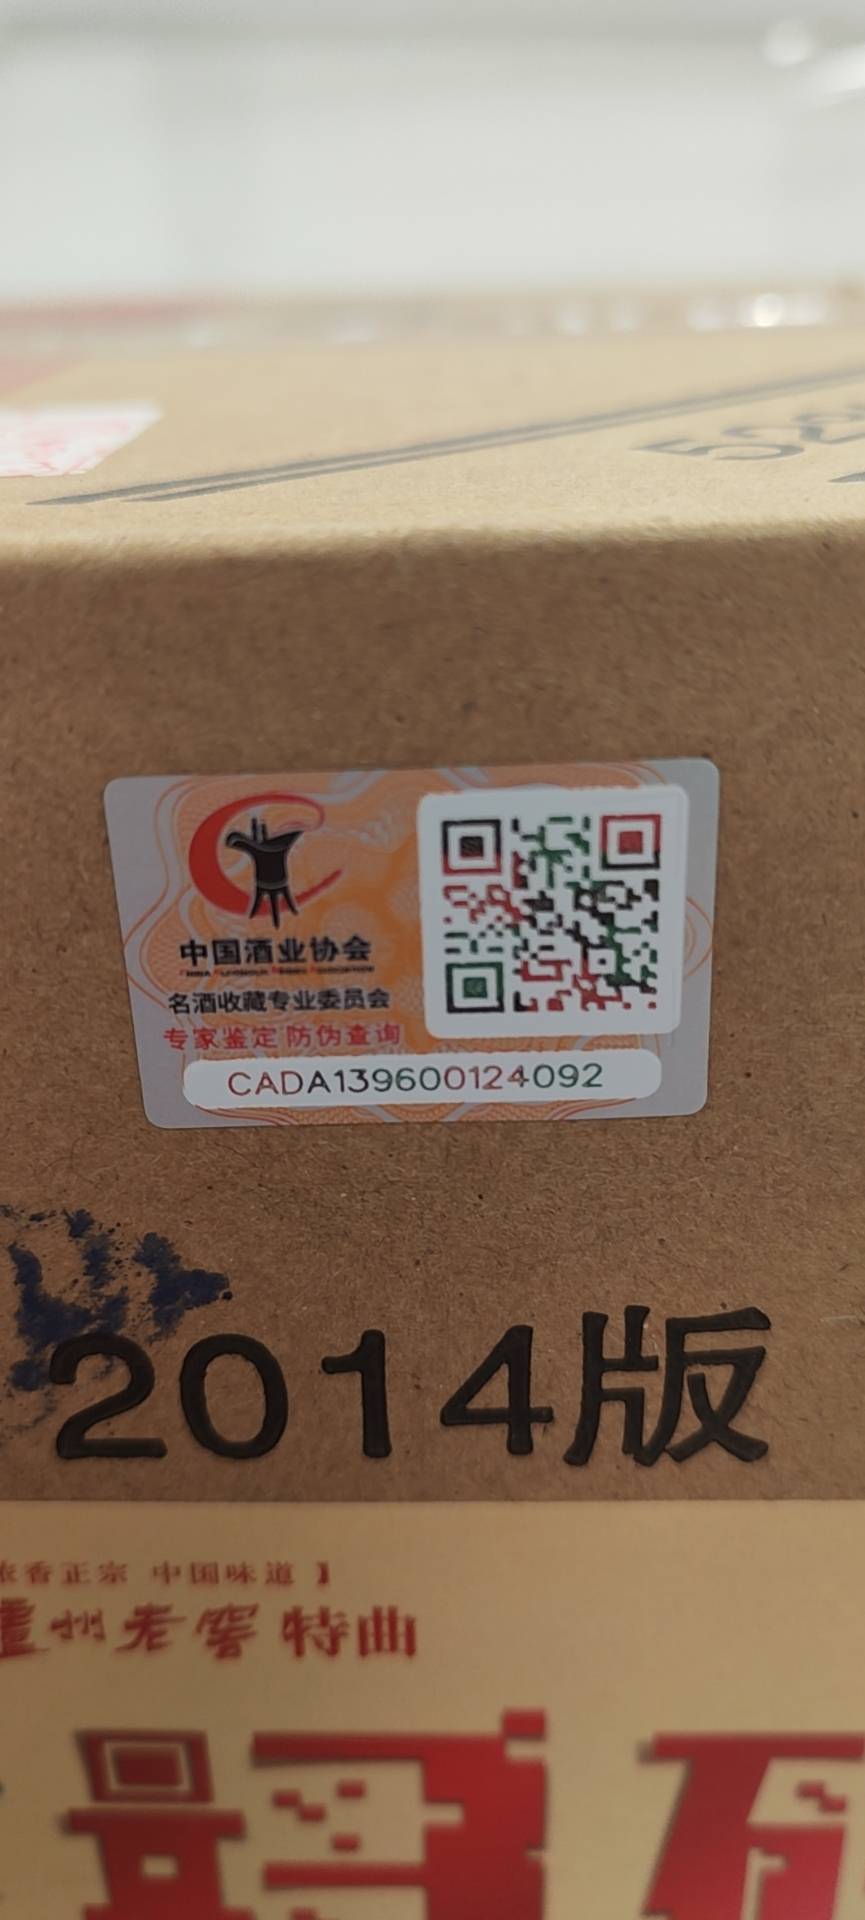 中国酒业协会
名酒收藏专业委员会
专家鉴定 防伪查询
CADA139600124092
2014版
浓香正宗 中国味道】
泸州老窖 特曲